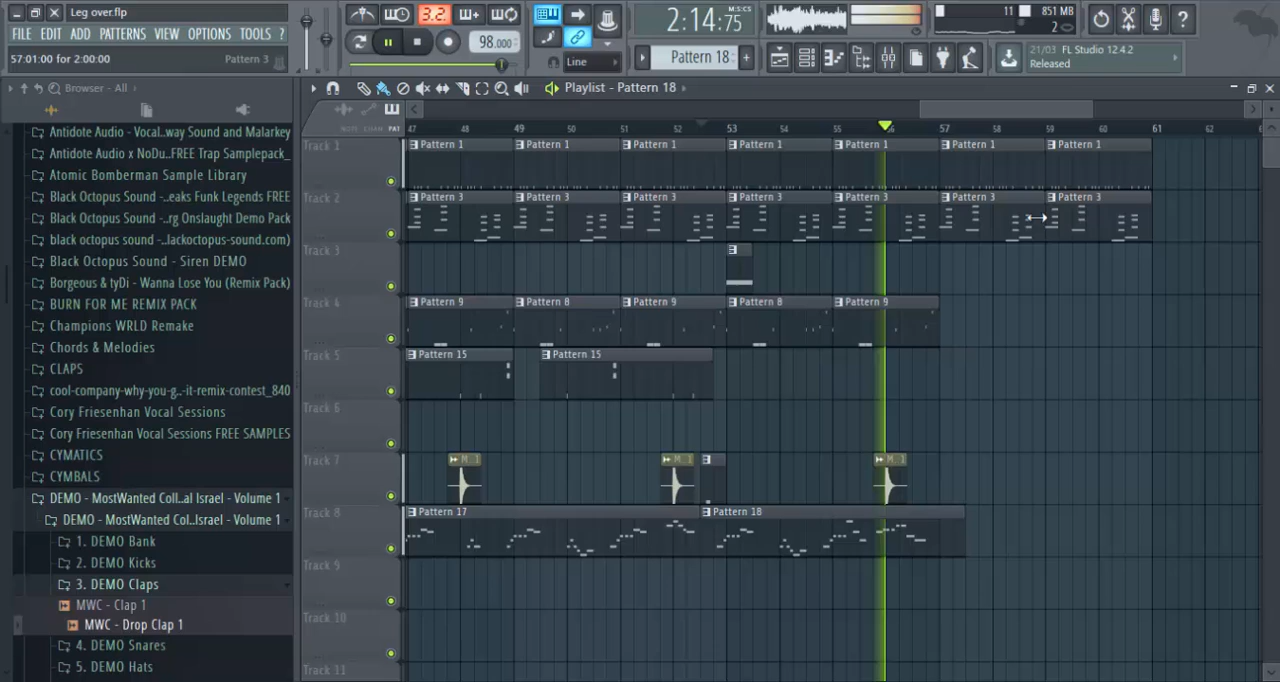 Leg over.flp
FILE EDIT ADD PATTERNS VIEW OPTIONS TOOLS ?
57:01:00 for 2:00:00 Pattern 3
3.2.
98.000
Line
2:14:75
M:S:CS
Pattern 18
11
851 MB
2
21/03 FL Studio 12.4.2
Released
Browser - All
Playlist - Pattern 18
Antidote Audio - Vocal..way Sound and Malarkey
Antidote Audio x NoDu..FREE Trap Samplepack_
Atomic Bomberman Sample Library
Black Octopus Sound -..eaks Funk Legends FREE
Black Octopus Sound -..rg Onslaught Demo Pack
black octopus sound -..lackoctopus-sound.com)
Black Octopus Sound - Siren DEMO
Borgeous & tyDi - Wanna Lose You (Remix Pack)
BURN FOR ME REMIX PACK
Champions WRLD Remake
Chords & Melodies
CLAPS
cool-company-why-you-g..-it-remix-contest_840
Cory Friesenhan Vocal Sessions
Cory Friesenhan Vocal Sessions FREE SAMPLES
CYMATICS
CYMBALS
DEMO - MostWanted Coll..al Israel - Volume 1
DEMO - MostWanted Col..Israel - Volume 1
1. DEMO Bank
2. DEMO Kicks
3. DEMO Claps
MWC - Clap 1
MWC - Drop Clap 1
4. DEMO Snares
5. DEMO Hats
NOTE CHAN PAT
47 48 49 50 51 52 53 54 55 56 57 58 59 60 61 62
Track 1 Pattern 1 Pattern 1 Pattern 1 Pattern 1 Pattern 1 Pattern 1 Pattern 1
Track 2 Pattern 3 Pattern 3 Pattern 3 Pattern 3 Pattern 3 Pattern 3 Pattern 3
Track 3
Track 4 Pattern 9 Pattern 8 Pattern 9 Pattern 8 Pattern 9
Track 5 Pattern 15 Pattern 15
Track 6
Track 7 M..1 M..1 M..1
Track 8 Pattern 17 Pattern 18
Track 9
Track 10
Track 11